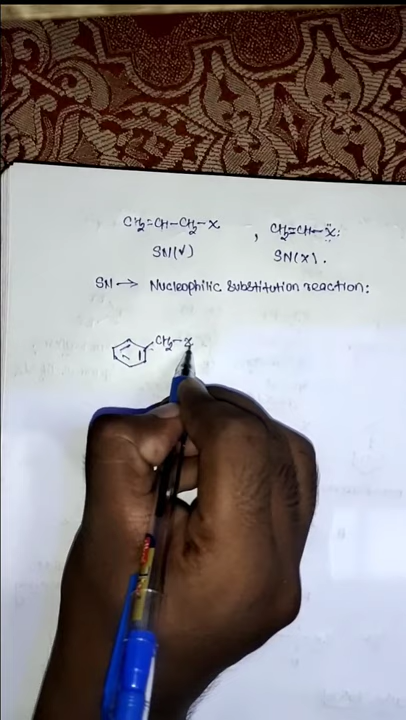 CH₂=CH-CH₂-X , CH₂=CH-Ẍ:
SN(✓) SN(x).
SN → Nucleophilic Substitution reaction:
CH₂-X